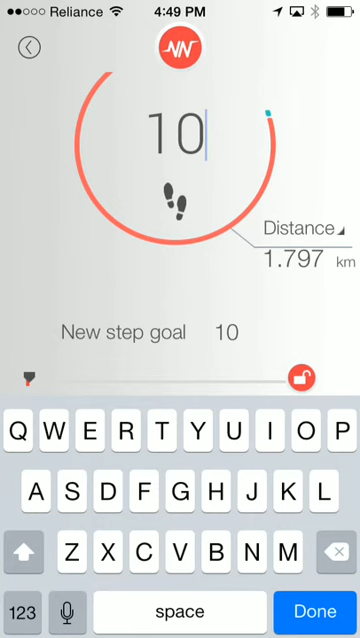 Reliance 4:49 PM
10
Distance
1.797 km
New step goal 10
Q W E R T Y U I O P
A S D F G H J K L
Z X C V B N M
123 space Done